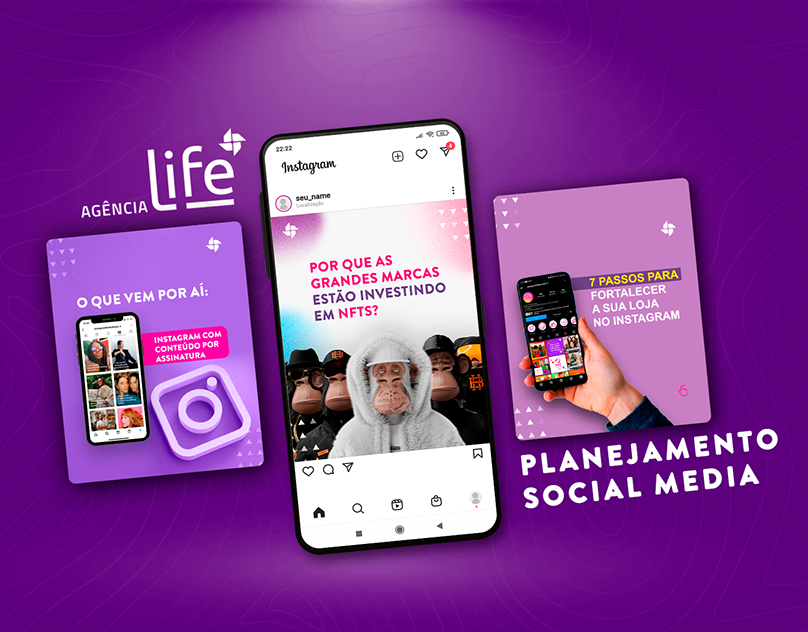 AGÊNCIA life
O QUE VEM POR AÍ:
INSTAGRAM COM
CONTEÚDO POR
ASSINATURA
22:22
Instagram
4
seu_name
Localização
POR QUE AS
GRANDES MARCAS
ESTÃO INVESTINDO
EM NFTS?
7 PASSOS PARA
FORTALECER
A SUA LOJA
NO INSTAGRAM
PLANEJAMENTO
SOCIAL MEDIA